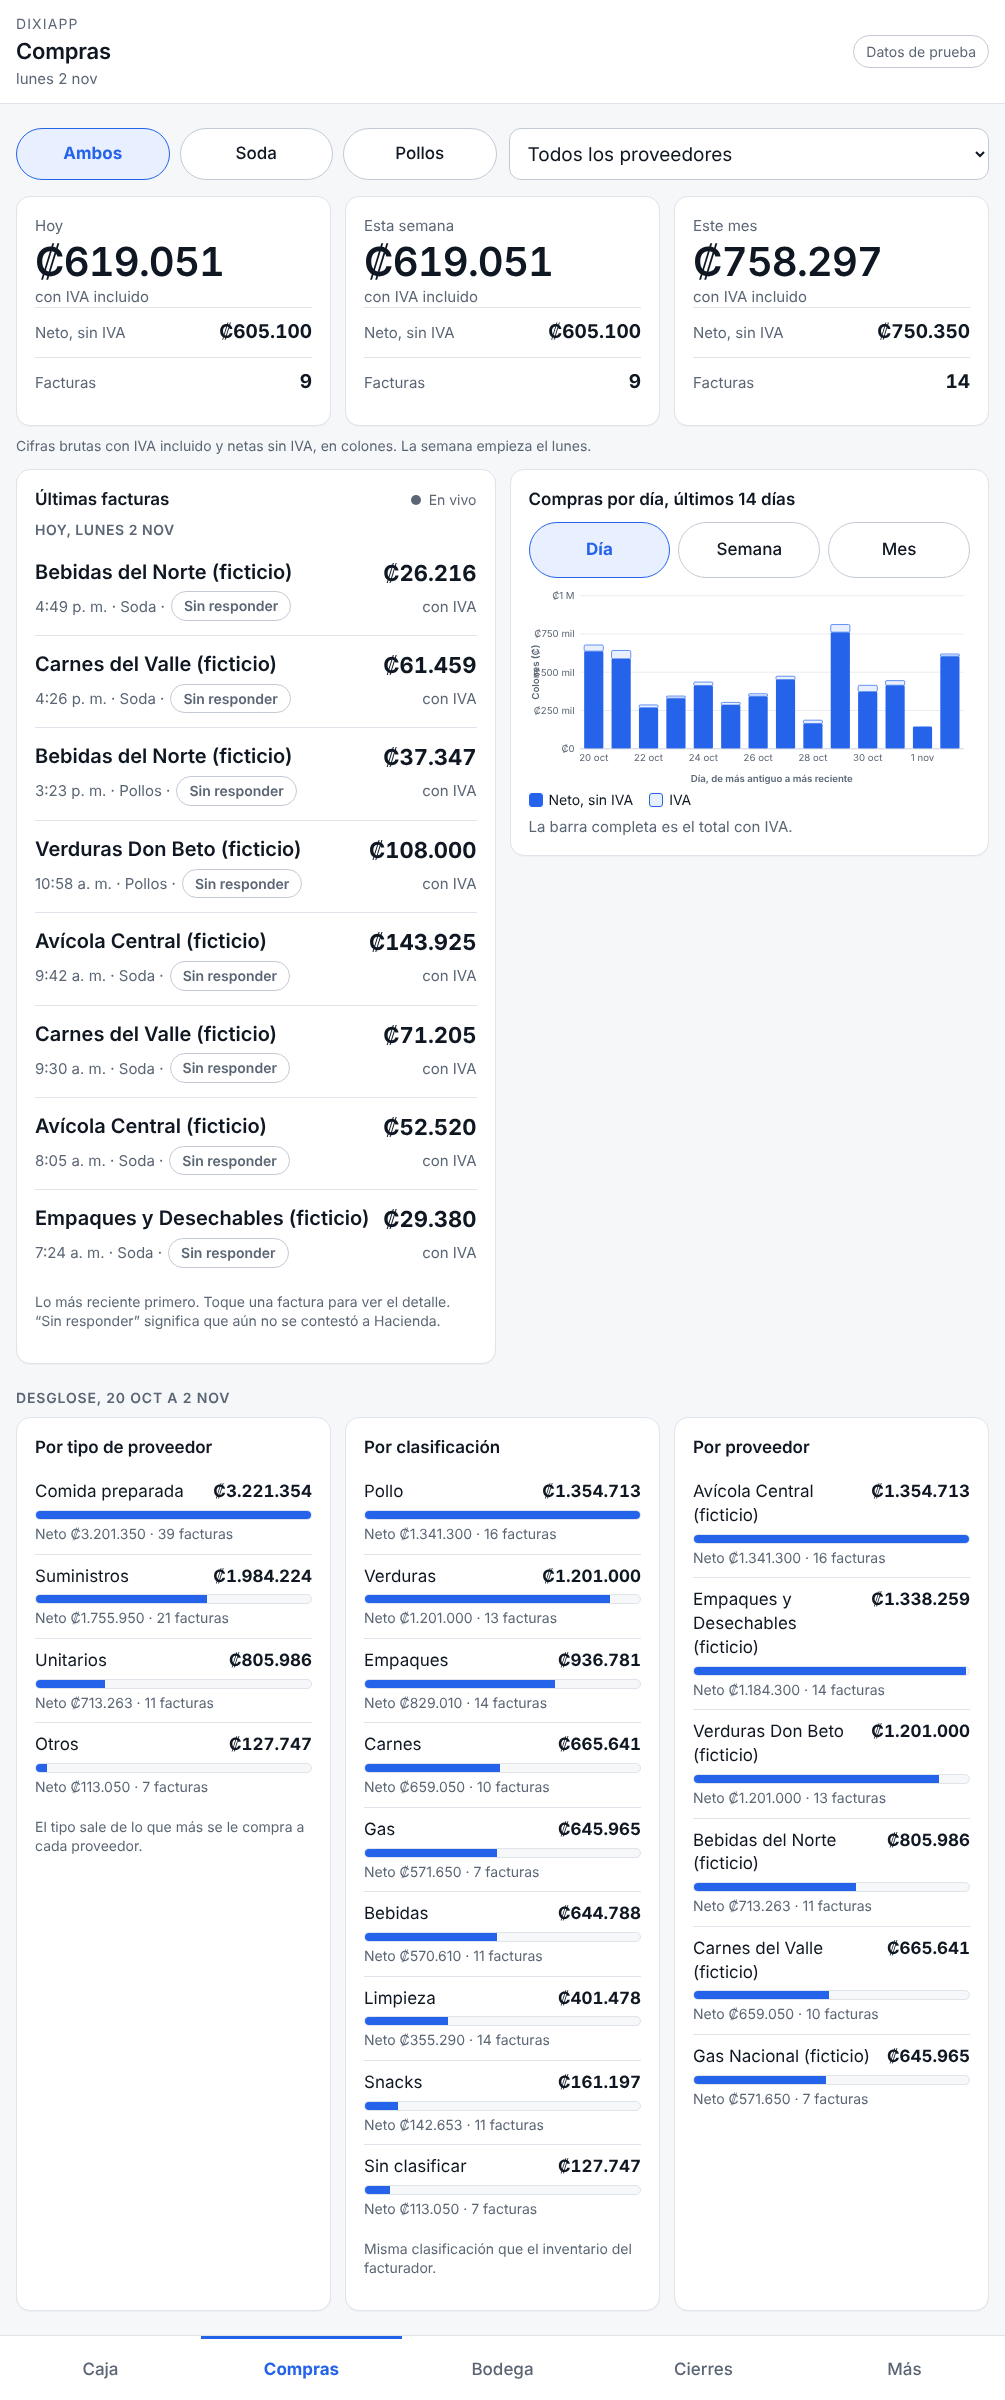 DIXIAPP
Compras
lunes 2 nov
Datos de prueba
Ambos
Soda
Pollos
Todos los proveedores
Hoy
₡619.051
con IVA incluido
Neto, sin IVA ₡605.100
Facturas 9
Esta semana
₡619.051
con IVA incluido
Neto, sin IVA ₡605.100
Facturas 9
Este mes
₡758.297
con IVA incluido
Neto, sin IVA ₡750.350
Facturas 14
Cifras brutas con IVA incluido y netas sin IVA, en colones. La semana empieza el lunes.
Últimas facturas
En vivo
HOY, LUNES 2 NOV
Bebidas del Norte (ficticio) ₡26.216
4:49 p. m. · Soda · Sin responder con IVA
Carnes del Valle (ficticio) ₡61.459
4:26 p. m. · Soda · Sin responder con IVA
Bebidas del Norte (ficticio) ₡37.347
3:23 p. m. · Pollos · Sin responder con IVA
Verduras Don Beto (ficticio) ₡108.000
10:58 a. m. · Pollos · Sin responder con IVA
Avícola Central (ficticio) ₡143.925
9:42 a. m. · Soda · Sin responder con IVA
Carnes del Valle (ficticio) ₡71.205
9:30 a. m. · Soda · Sin responder con IVA
Avícola Central (ficticio) ₡52.520
8:05 a. m. · Soda · Sin responder con IVA
Empaques y Desechables (ficticio) ₡29.380
7:24 a. m. · Soda · Sin responder con IVA
Lo más reciente primero. Toque una factura para ver el detalle.
“Sin responder” significa que aún no se contestó a Hacienda.
Compras por día, últimos 14 días
Día
Semana
Mes
₡1 M
₡750 mil
₡500 mil
₡250 mil
₡0
Colones (₡)
20 oct 22 oct 24 oct 26 oct 28 oct 30 oct 1 nov
Día, de más antiguo a más reciente
Neto, sin IVA IVA
La barra completa es el total con IVA.
DESGLOSE, 20 OCT A 2 NOV
Por tipo de proveedor
Comida preparada ₡3.221.354
Neto ₡3.201.350 · 39 facturas
Suministros ₡1.984.224
Neto ₡1.755.950 · 21 facturas
Unitarios ₡805.986
Neto ₡713.263 · 11 facturas
Otros ₡127.747
Neto ₡113.050 · 7 facturas
El tipo sale de lo que más se le compra a
cada proveedor.
Por clasificación
Pollo ₡1.354.713
Neto ₡1.341.300 · 16 facturas
Verduras ₡1.201.000
Neto ₡1.201.000 · 13 facturas
Empaques ₡936.781
Neto ₡829.010 · 14 facturas
Carnes ₡665.641
Neto ₡659.050 · 10 facturas
Gas ₡645.965
Neto ₡571.650 · 7 facturas
Bebidas ₡644.788
Neto ₡570.610 · 11 facturas
Limpieza ₡401.478
Neto ₡355.290 · 14 facturas
Snacks ₡161.197
Neto ₡142.653 · 11 facturas
Sin clasificar ₡127.747
Neto ₡113.050 · 7 facturas
Misma clasificación que el inventario del
facturador.
Por proveedor
Avícola Central ₡1.354.713
(ficticio)
Neto ₡1.341.300 · 16 facturas
Empaques y ₡1.338.259
Desechables
(ficticio)
Neto ₡1.184.300 · 14 facturas
Verduras Don Beto ₡1.201.000
(ficticio)
Neto ₡1.201.000 · 13 facturas
Bebidas del Norte ₡805.986
(ficticio)
Neto ₡713.263 · 11 facturas
Carnes del Valle ₡665.641
(ficticio)
Neto ₡659.050 · 10 facturas
Gas Nacional (ficticio) ₡645.965
Neto ₡571.650 · 7 facturas
Caja
Compras
Bodega
Cierres
Más